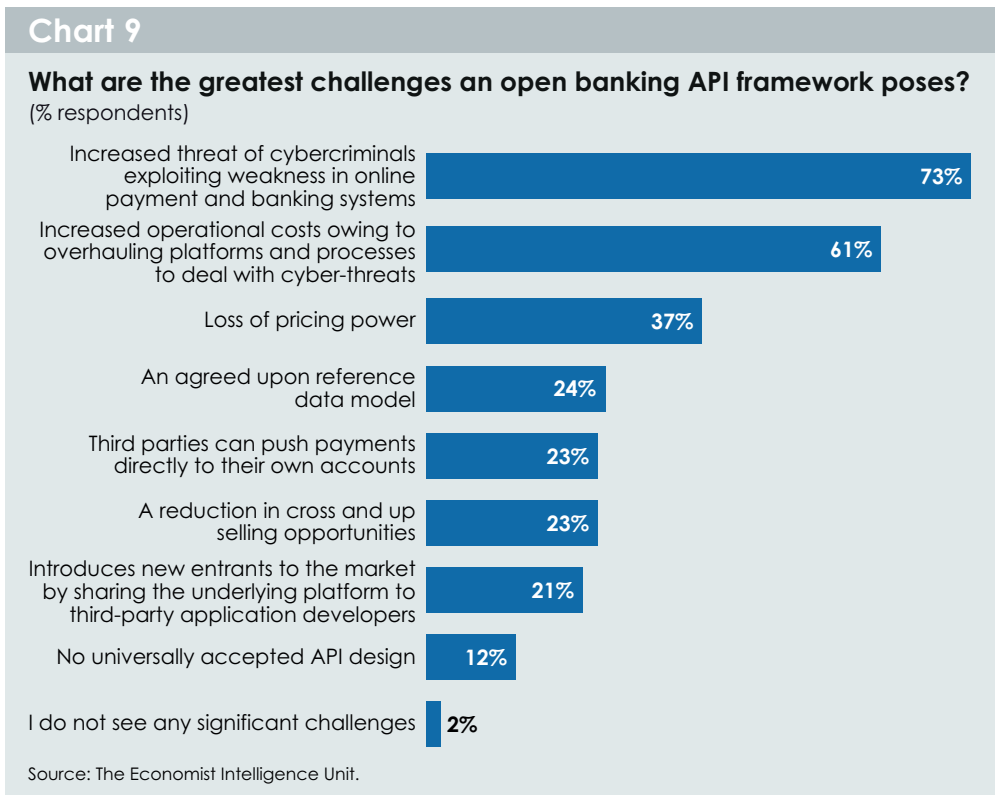 Chart 9
What are the greatest challenges an open banking API framework poses?
(% respondents)
Increased threat of cybercriminals
exploiting weakness in online
payment and banking systems
73%
Increased operational costs owing to
overhauling platforms and processes
to deal with cyber-threats
61%
Loss of pricing power
37%
An agreed upon reference
data model
24%
Third parties can push payments
directly to their own accounts
23%
A reduction in cross and up
selling opportunities
23%
Introduces new entrants to the market
by sharing the underlying platform to
third-party application developers
21%
No universally accepted API design
12%
I do not see any significant challenges
2%
Source: The Economist Intelligence Unit.